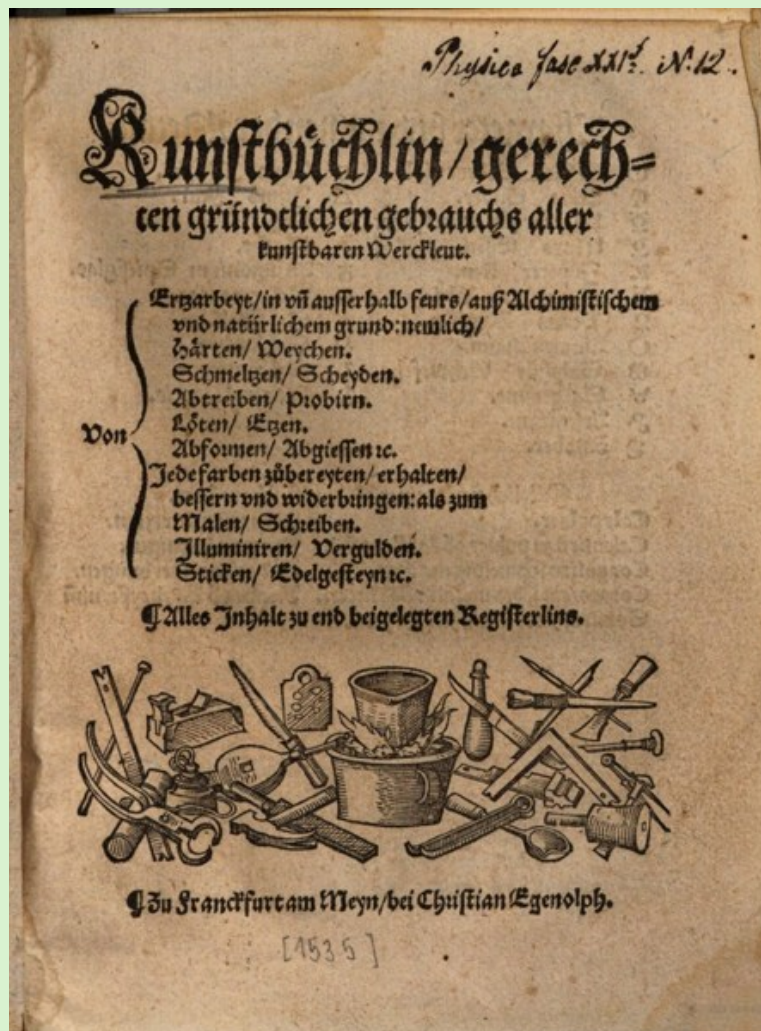 Physica fasc XXI. N. 12.
Kunstbůchlin / gerech=
ten gründtlichen gebrauchs aller
kunstbaren Werckleut.
Ertzarbeyt / in vñ ausserhalb feurs / auß Alchimistischem
vnd natürlichem grund: nemlich /
Härten / Weychen.
Schmeltzen / Scheyden.
Abtreiben / Probirn.
Von
Löten / Etzen.
Abformen / Abgiessen ꝛc.
Jede farben zůbereyten / erhalten /
bessern vnd widerbringen: als zum
Malen / Schreiben.
Illuminiren / Vergulden.
Sticken / Edelgesteyn ꝛc.
¶ Alles Inhalt zu end beigelegten Registerlins.
¶ Zu Franckfurt am Meyn / bei Christian Egenolph.
[1535]